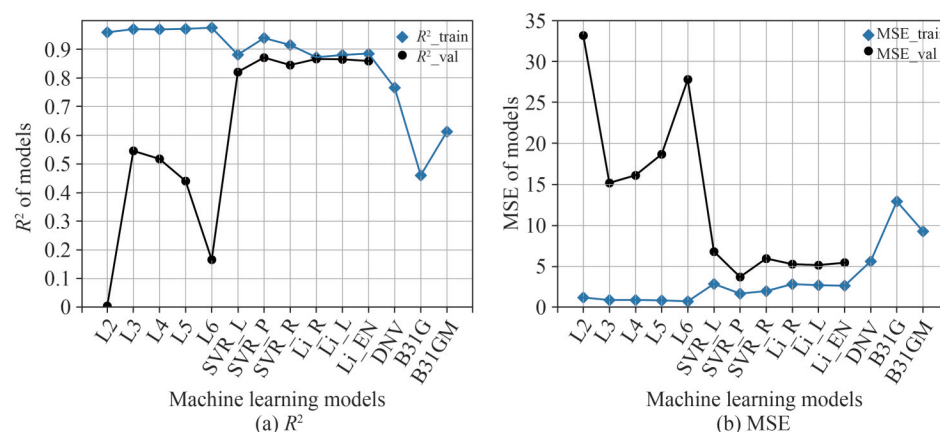 R²_train
R²_val
R² of models
0.9
0.8
0.7
0.6
0.5
0.4
0.3
0.2
0.1
0
L2
L3
L4
L5
L6
SVR_L
SVR_P
SVR_R
Li_R
Li_L
Li_EN
DNV
B31G
B31GM
Machine learning models
(a) R²
MSE_train
MSE_val
MSE of models
35
30
25
20
15
10
5
0
L2
L3
L4
L5
L6
SVR_L
SVR_P
SVR_R
Li_R
Li_L
Li_EN
DNV
B31G
B31GM
Machine learning models
(b) MSE